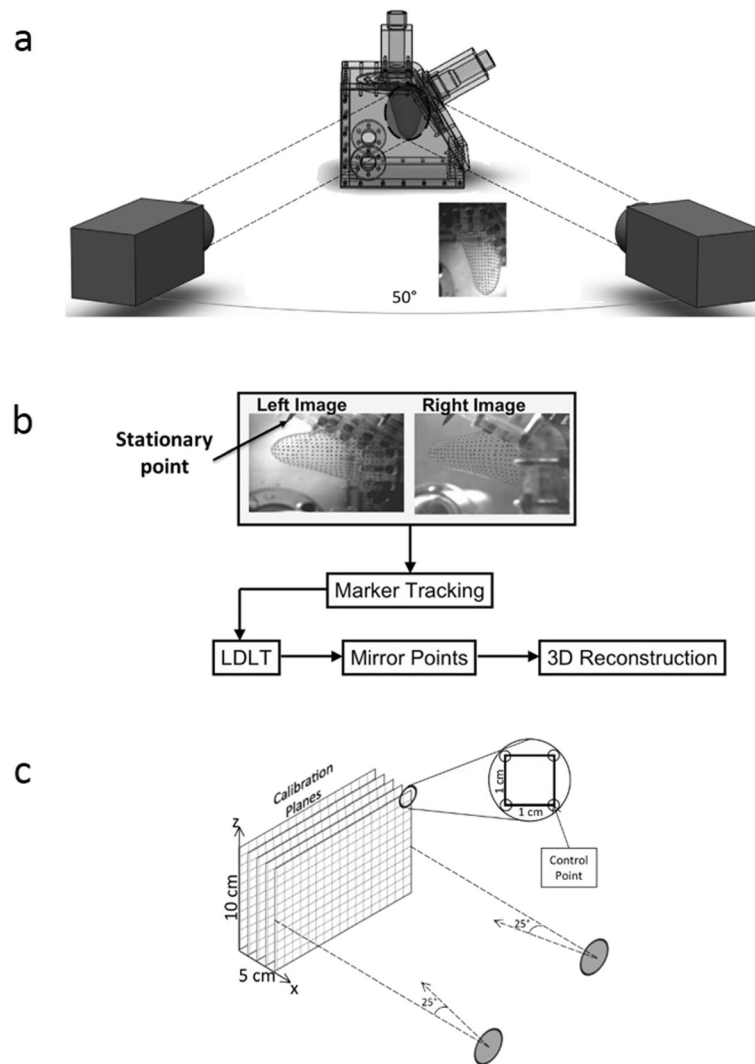 a
50°
b
Left Image
Right Image
Stationary
point
Marker Tracking
LDLT
Mirror Points
3D Reconstruction
c
Calibration
Planes
z
10 cm
5 cm
x
1 cm
1 cm
Control
Point
25°
25°